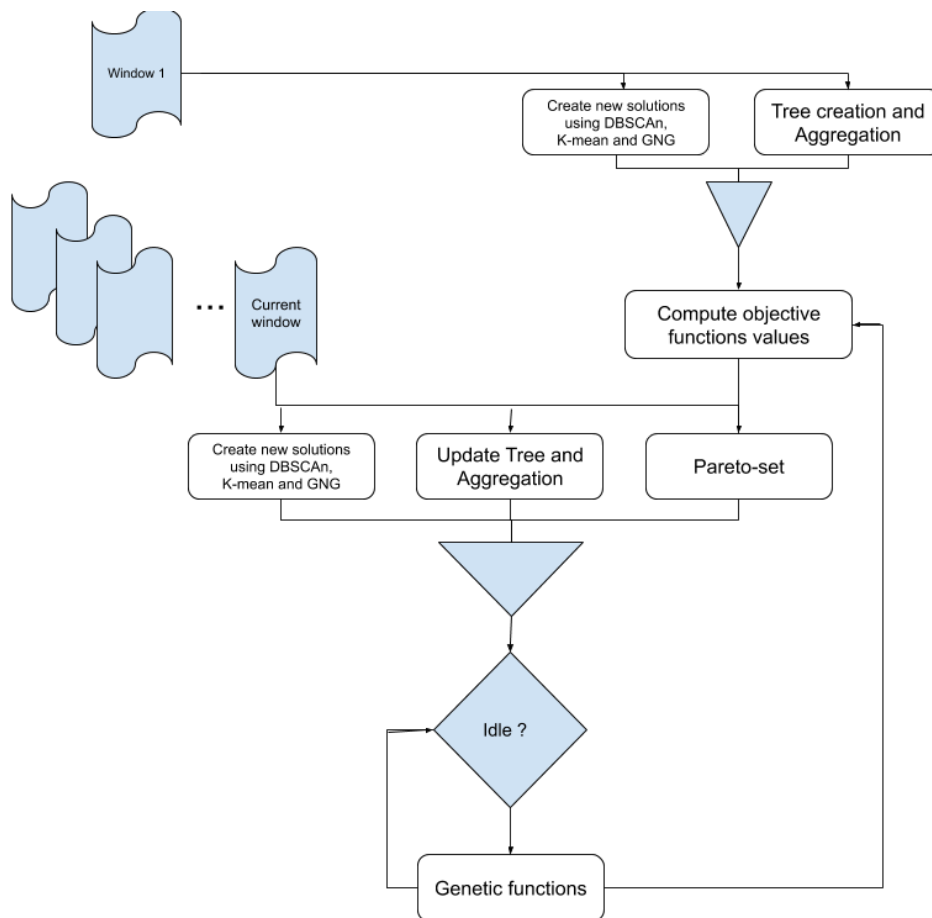 Window 1
Create new solutions
using DBSCAn,
K-mean and GNG
Tree creation and
Aggregation
...
Current
window
Compute objective
functions values
Create new solutions
using DBSCAn,
K-mean and GNG
Update Tree and
Aggregation
Pareto-set
Idle ?
Genetic functions